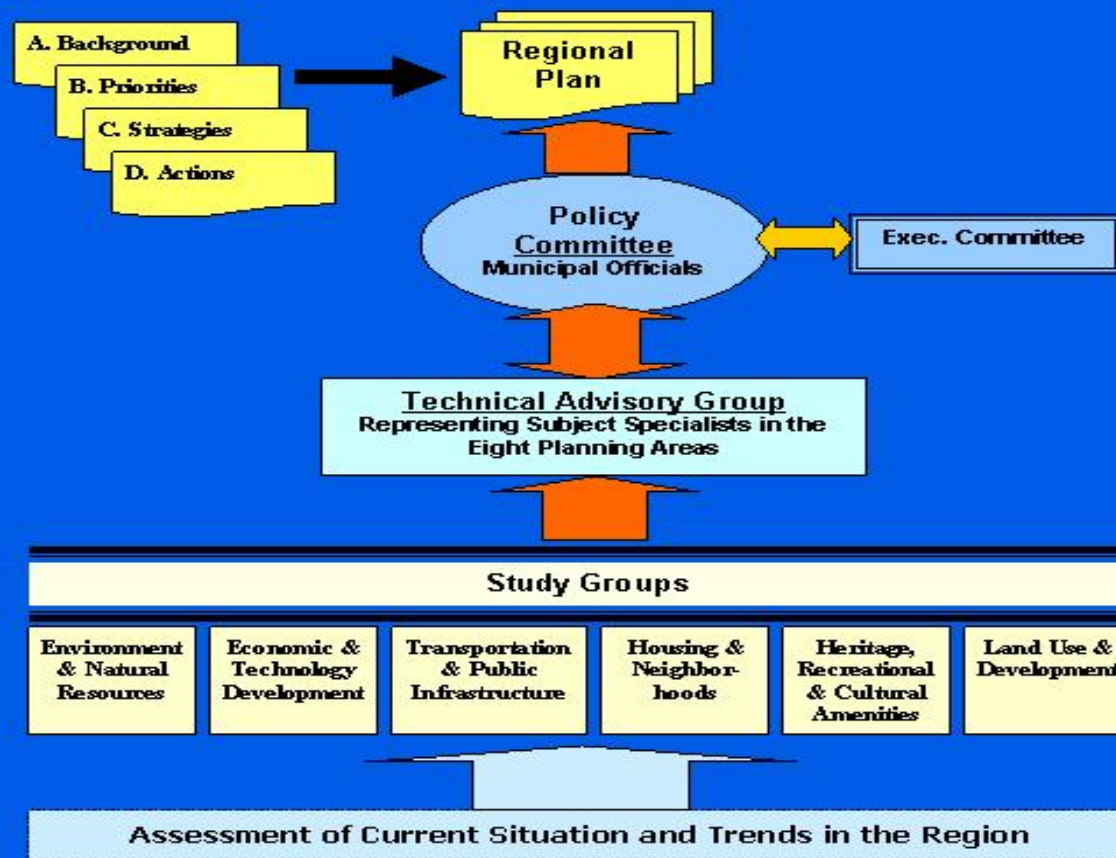 A. Background
B. Priorities
C. Strategies
D. Actions
Regional
Plan
Policy
Committee
Municipal Officials
Exec. Committee
Technical Advisory Group
Representing Subject Specialists in the
Eight Planning Areas
Study Groups
Environment
& Natural
Resources
Economic &
Technology
Development
Transportation
& Public
Infrastructure
Housing &
Neighbor-
hoods
Heritage,
Recreational
& Cultural
Amenities
Land Use &
Development
Assessment of Current Situation and Trends in the Region